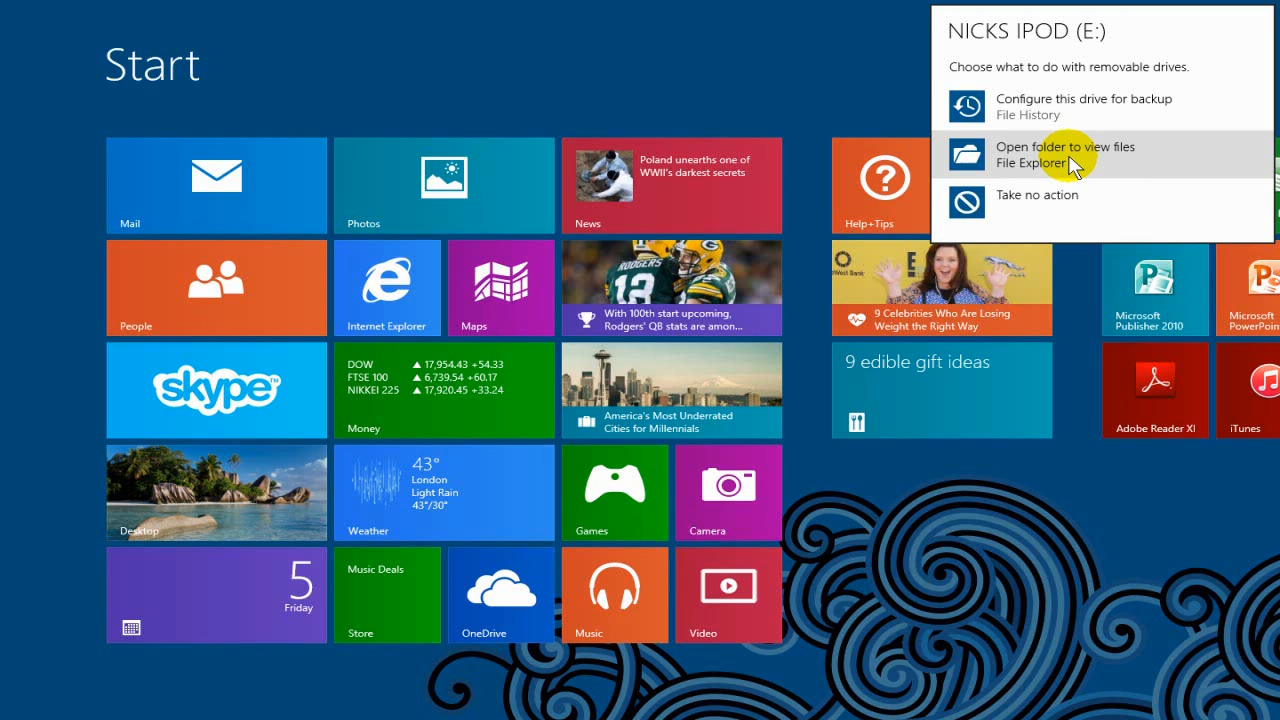 Start
NICKS IPOD (E:)
Choose what to do with removable drives.
Configure this drive for backup
File History
Open folder to view files
File Explorer
Take no action
Mail
Photos
Poland unearths one of
WWII's darkest secrets
News
Help+Tips
People
Internet Explorer
Maps
RODGERS
12
With 100th start upcoming,
Rodgers' QB stats are amon...
West Bank
E
9 Celebrities Who Are Losing
Weight the Right Way
Microsoft
Publisher 2010
Microsoft
PowerPoin
skype
TM
DOW ▲ 17,954.43 +54.33
FTSE 100 ▲ 6,739.54 +60.17
NIKKEI 225 ▲ 17,920.45 +33.24
Money
America's Most Underrated
Cities for Millennials
9 edible gift ideas
Adobe Reader XI
iTunes
Desktop
43°
London
Light Rain
43°/30°
Weather
Games
Camera
5
Friday
Music Deals
Store
OneDrive
Music
Video